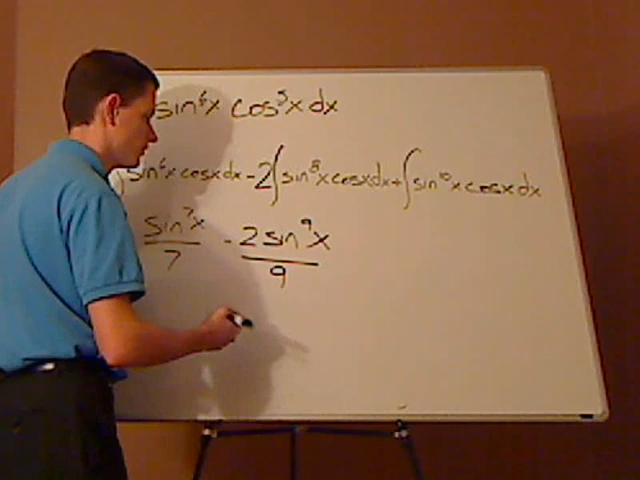 sin⁶x cos⁵x dx
∫sin⁶x cosx dx - 2∫sin⁸x cosx dx + ∫sin¹⁰x cosx dx
sin⁷x/7 - 2sin⁹x/9